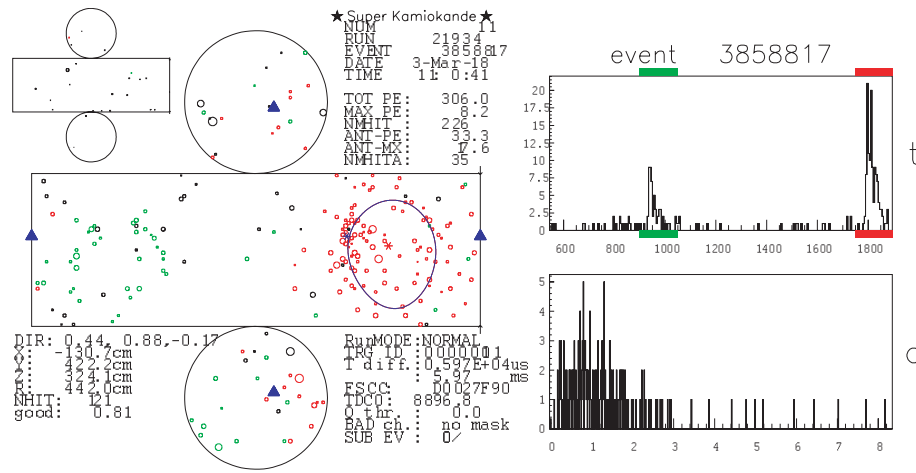 ★ Super Kamiokande ★
NUM 11
RUN 21934
EVENT 3858817
DATE 3-Mar-18
TIME 11: 0:41
TOT PE: 306.0
MAX PE: 8.2
NMHIT : 226
ANT-PE: 33.3
ANT-MX: 7.6
NMHITA: 35
DIR: 0.44, 0.88,-0.17
X: -130.7cm
Y: 422.2cm
Z: 324.1cm
R: 442.0cm
NHIT: 121
good: 0.81
RunMODE:NORMAL
TRG ID :
T diff.:0.597E+04us
: 5.97 ms
FSCC:
TDC0: 8896.8
Q thr. : 0.0
BAD ch.: no mask
SUB EV : 0/
event 3858817
20
17.5
15
12.5
10
7.5
5
2.5
0
600 800 1000 1200 1400 1600 1800
t
5
4
3
2
1
0
0 1 2 3 4 5 6 7 8